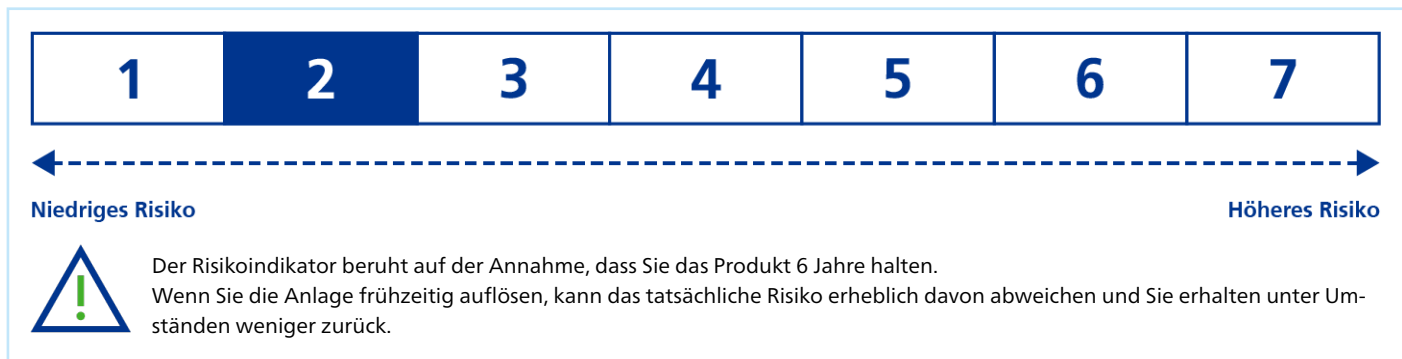 1 2 3 4 5 6 7
Niedriges Risiko Höheres Risiko
Der Risikoindikator beruht auf der Annahme, dass Sie das Produkt 6 Jahre halten.
Wenn Sie die Anlage frühzeitig auflösen, kann das tatsächliche Risiko erheblich davon abweichen und Sie erhalten unter Um-
ständen weniger zurück.